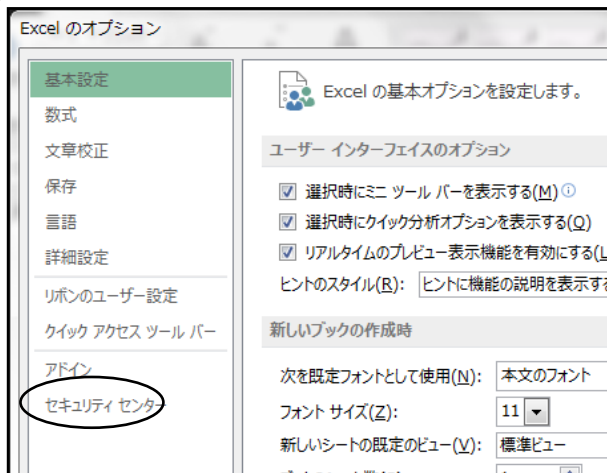 Excel のオプション
基本設定
数式
文章校正
保存
言語
詳細設定
リボンのユーザー設定
クイック アクセス ツール バー
アドイン
セキュリティ センター
Excel の基本オプションを設定します。
ユーザー インターフェイスのオプション
選択時にミニ ツール バーを表示する(M)
選択時にクイック分析オプションを表示する(Q)
リアルタイムのプレビュー表示機能を有効にする(L
ヒントのスタイル(R): ヒントに機能の説明を表示す
新しいブックの作成時
次を既定フォントとして使用(N): 本文のフォント
フォント サイズ(Z): 11
新しいシートの既定のビュー(V): 標準ビュー